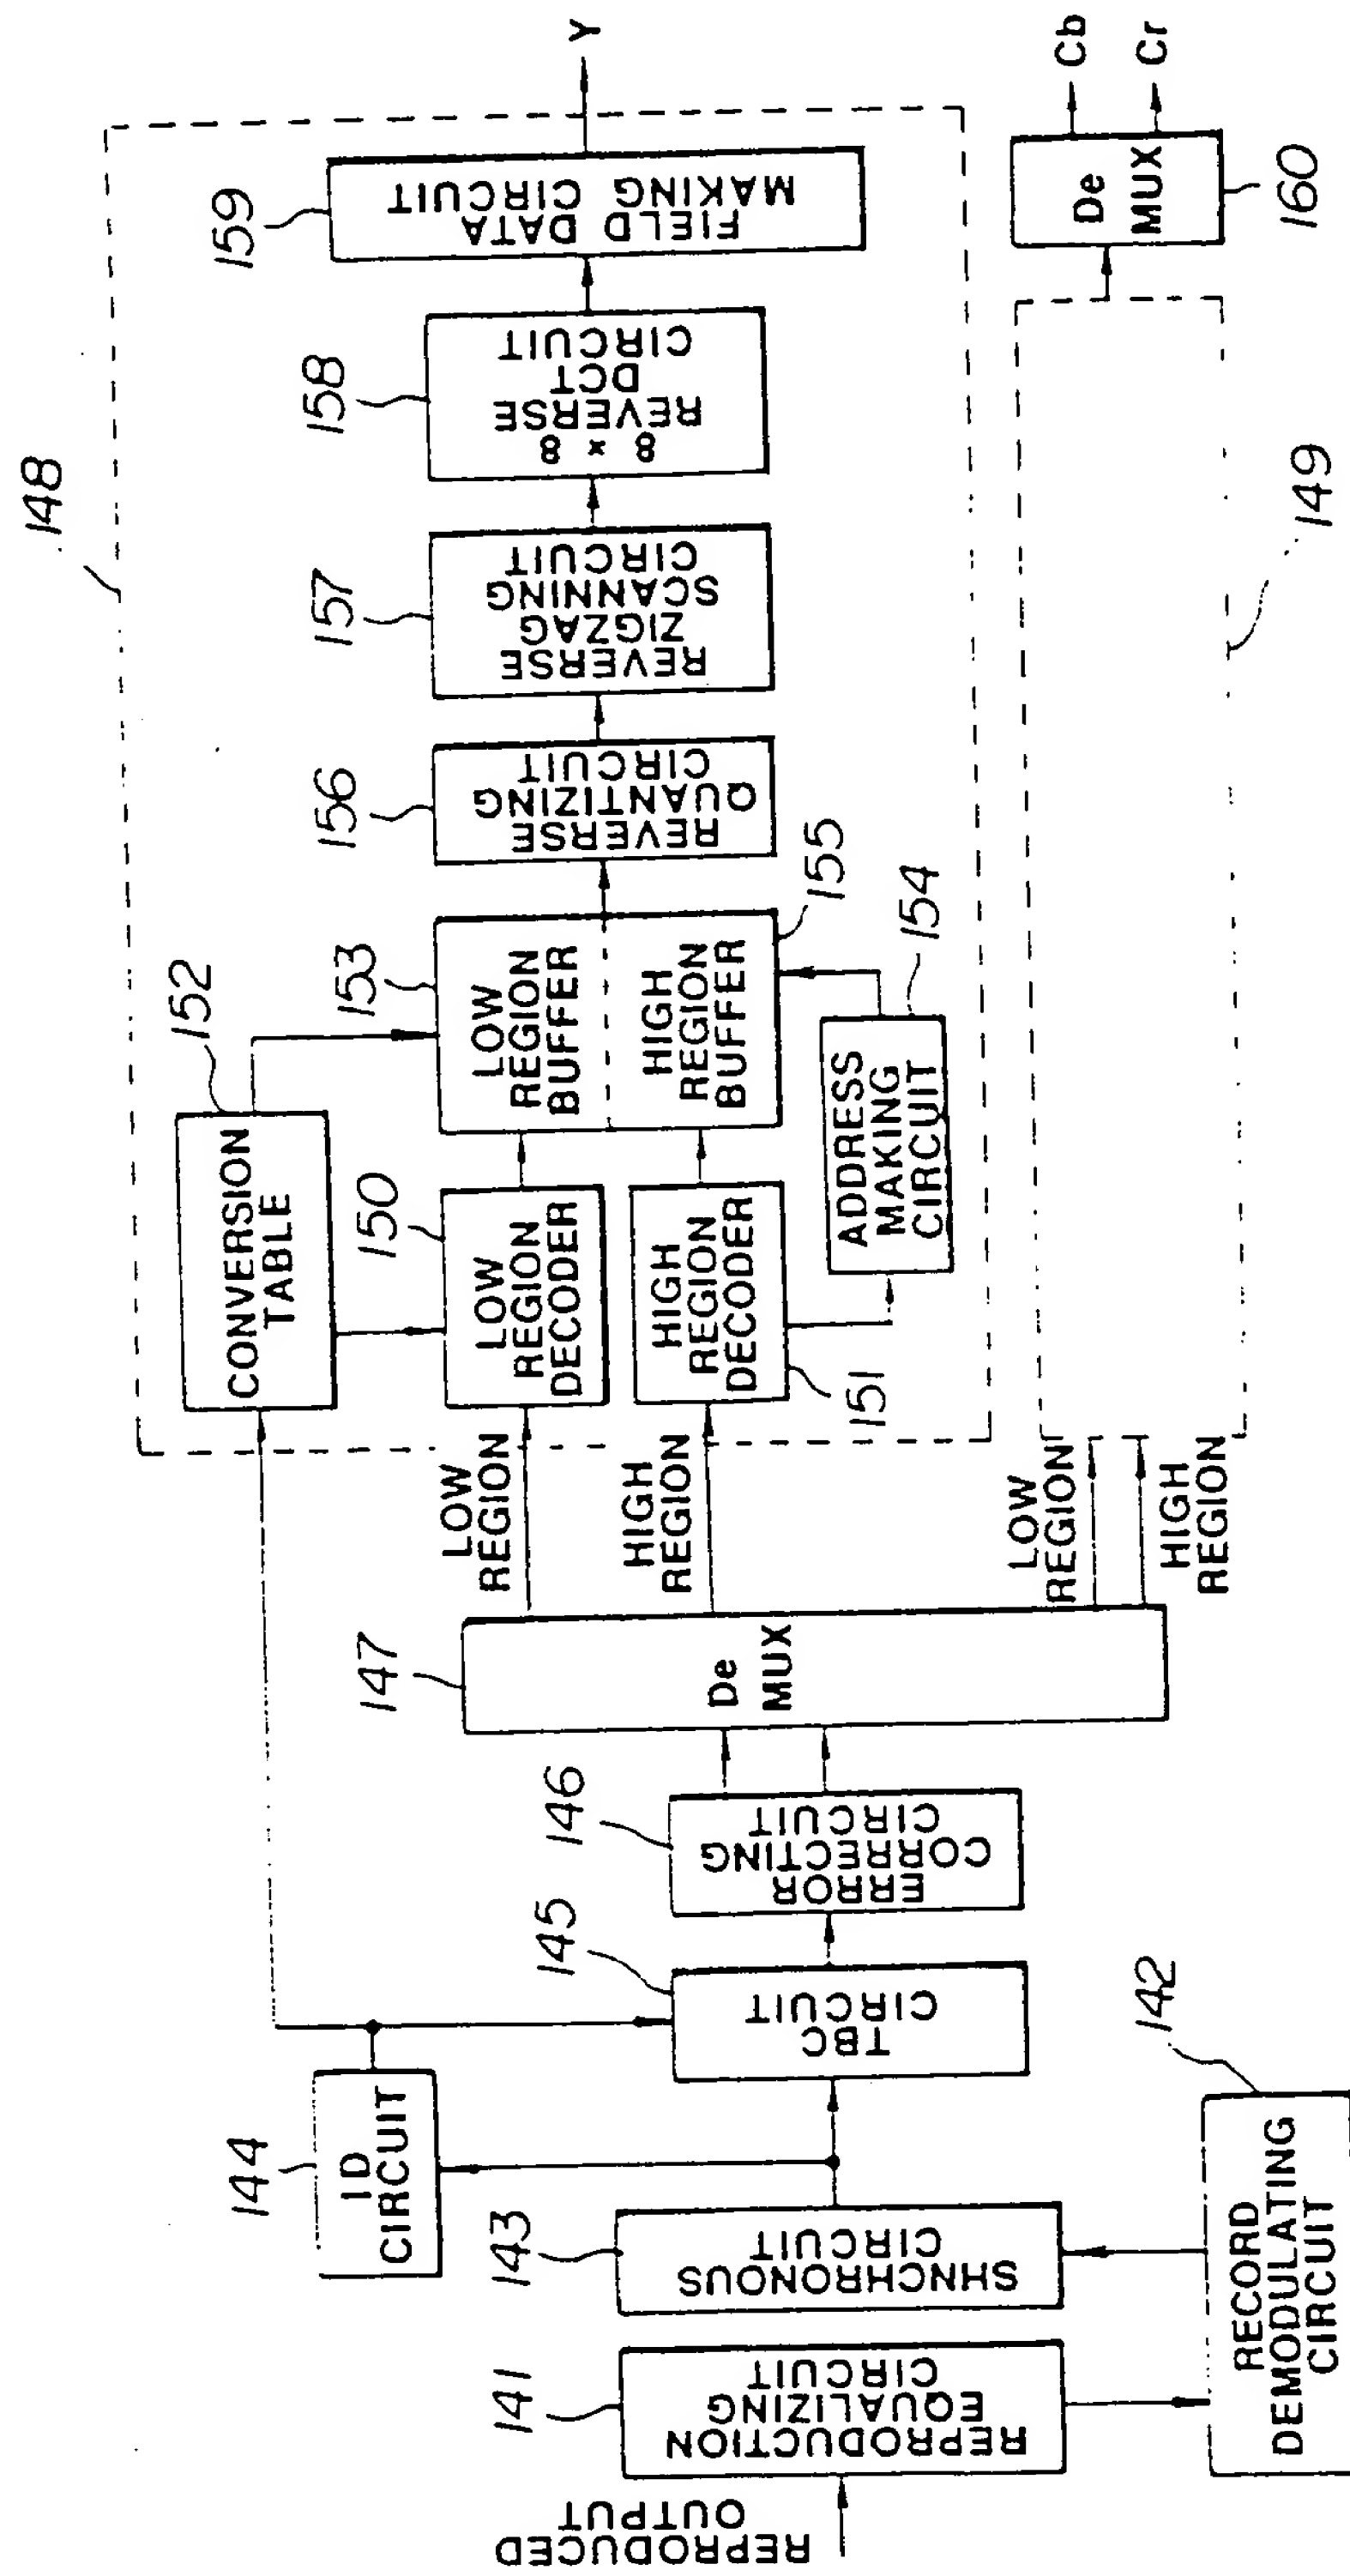 REPRODUCED
OUTPUT
141
REPRODUCTION
EQUALIZING
CIRCUIT
142
RECORD
DEMODULATING
CIRCUIT
143
SHNCHRONOUS
CIRCUIT
144
ID
CIRCUIT
145
TBC
CIRCUIT
146
ERROR
CORRECTING
CIRCUIT
147
De
MUX
LOW
REGION
HIGH
REGION
LOW
REGION
HIGH
REGION
148
152
CONVERSION
TABLE
150
LOW
REGION
DECODER
HIGH
REGION
DECODER
151
153
LOW
REGION
BUFFER
HIGH
REGION
BUFFER
155
ADDRESS
MAKING
CIRCUIT
154
156
REVERSE
QUANTIZING
CIRCUIT
157
REVERSE
ZIGZAG
SCANNING
CIRCUIT
158
8 × 8
REVERSE
DCT
CIRCUIT
159
FIELD DATA
MAKING CIRCUIT
Y
149
De
MUX
160
Cb
Cr